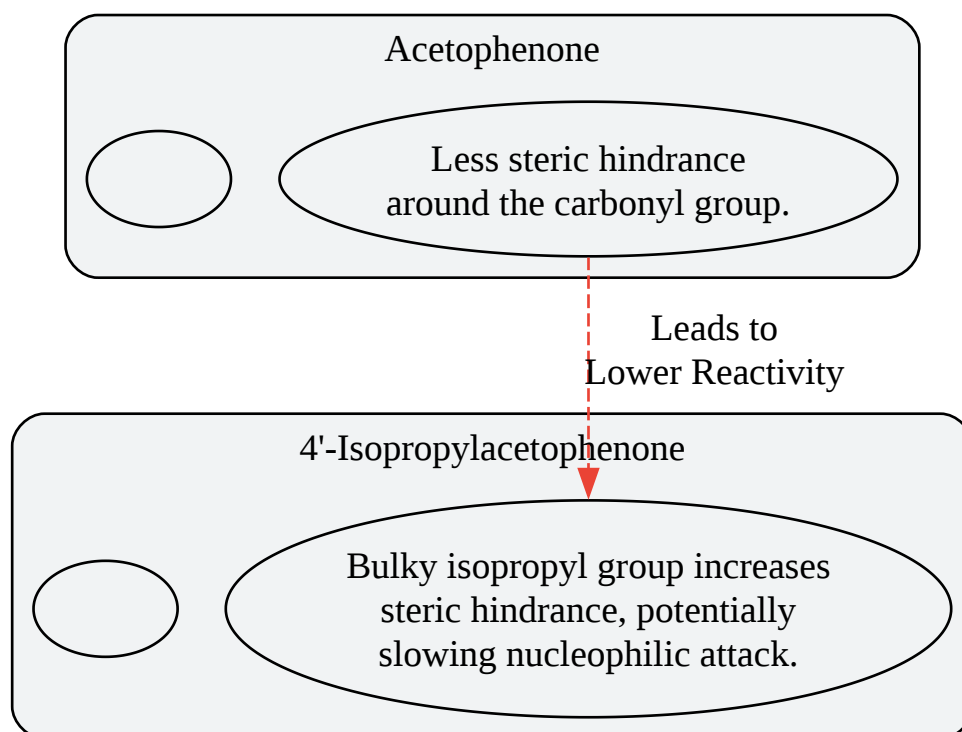 Acetophenone
Less steric hindrance
around the carbonyl group.
Leads to
Lower Reactivity
4'-Isopropylacetophenone
Bulky isopropyl group increases
steric hindrance, potentially
slowing nucleophilic attack.